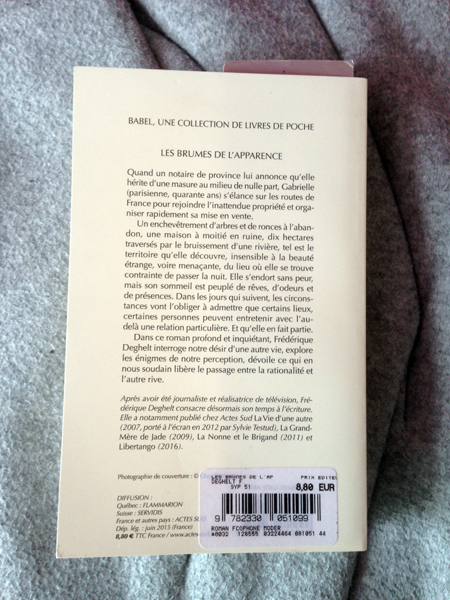 BABEL, UNE COLLECTION DE LIVRES DE POCHE
LES BRUMES DE L'APPARENCE
Quand un notaire de province lui annonce qu'elle
hérite d'une masure au milieu de nulle part, Gabrielle
(parisienne, quarante ans) s'élance sur les routes de
France pour rejoindre l'inattendue propriété et orga-
niser rapidement sa mise en vente.
Un enchevêtrement d'arbres et de ronces à l'aban-
don, une maison à moitié en ruine, dix hectares
traversés par le bruissement d'une rivière, tel est le
territoire qu'elle découvre, insensible à la beauté
étrange, voire menaçante, du lieu où elle se trouve
contrainte de passer la nuit. Elle s'endort sans peur,
mais son sommeil est peuplé de rêves, d'odeurs et
de présences. Dans les jours qui suivent, les circons-
tances vont l'obliger à admettre que certains lieux,
certaines personnes peuvent entretenir avec l'au-
delà une relation particulière. Et qu'elle en fait partie.
Dans ce roman profond et inquiétant, Frédérique
Deghelt interroge notre désir d'une autre vie, explore
les énigmes de notre perception, dévoile ce qui en
nous soudain libère le passage entre la rationalité et
l'autre rive.
Après avoir été journaliste et réalisatrice de télévision, Fré-
dérique Deghelt consacre désormais son temps à l'écriture.
Elle a notamment publié chez Actes Sud La Vie d'une autre
(2007, porté à l'écran en 2012 par Sylvie Testud), La Grand-
Mère de Jade (2009), La Nonne et le Brigand (2011) et
Libertango (2016).
Photographie de couverture : ©
DIFFUSION :
Québec : FLAMMARION
Suisse : SERVIDIS
France et autres pays : ACTES
Dép. lég. : juin 2015 (France)
8,80 € TTC France / www.actes
LES BRUMES DE L'AP PRIX EDITE
DEGHELT F
SYP 51 8,80 EUR
9 782330 051099
ROMAN FCOPHONE MODER
*0032 128555 03224464 081051 44